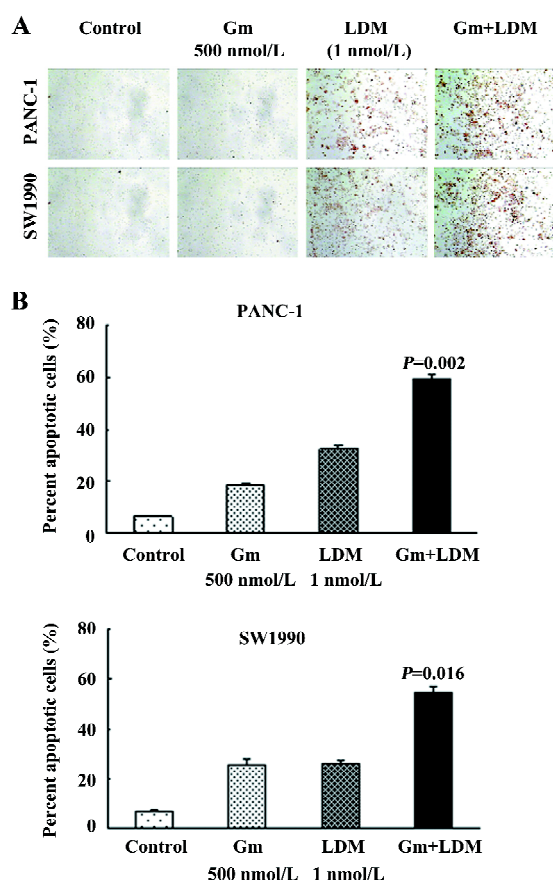 A
Control Gm LDM Gm+LDM
500 nmol/L (1 nmol/L)
PANC-1
SW1990
B
PANC-1
Percent apoptotic cells (%)
80
60
40
20
0
P=0.002
Control Gm LDM Gm+LDM
500 nmol/L 1 nmol/L
SW1990
Percent apoptotic cells (%)
80
60
40
20
0
P=0.016
Control Gm LDM Gm+LDM
500 nmol/L 1 nmol/L